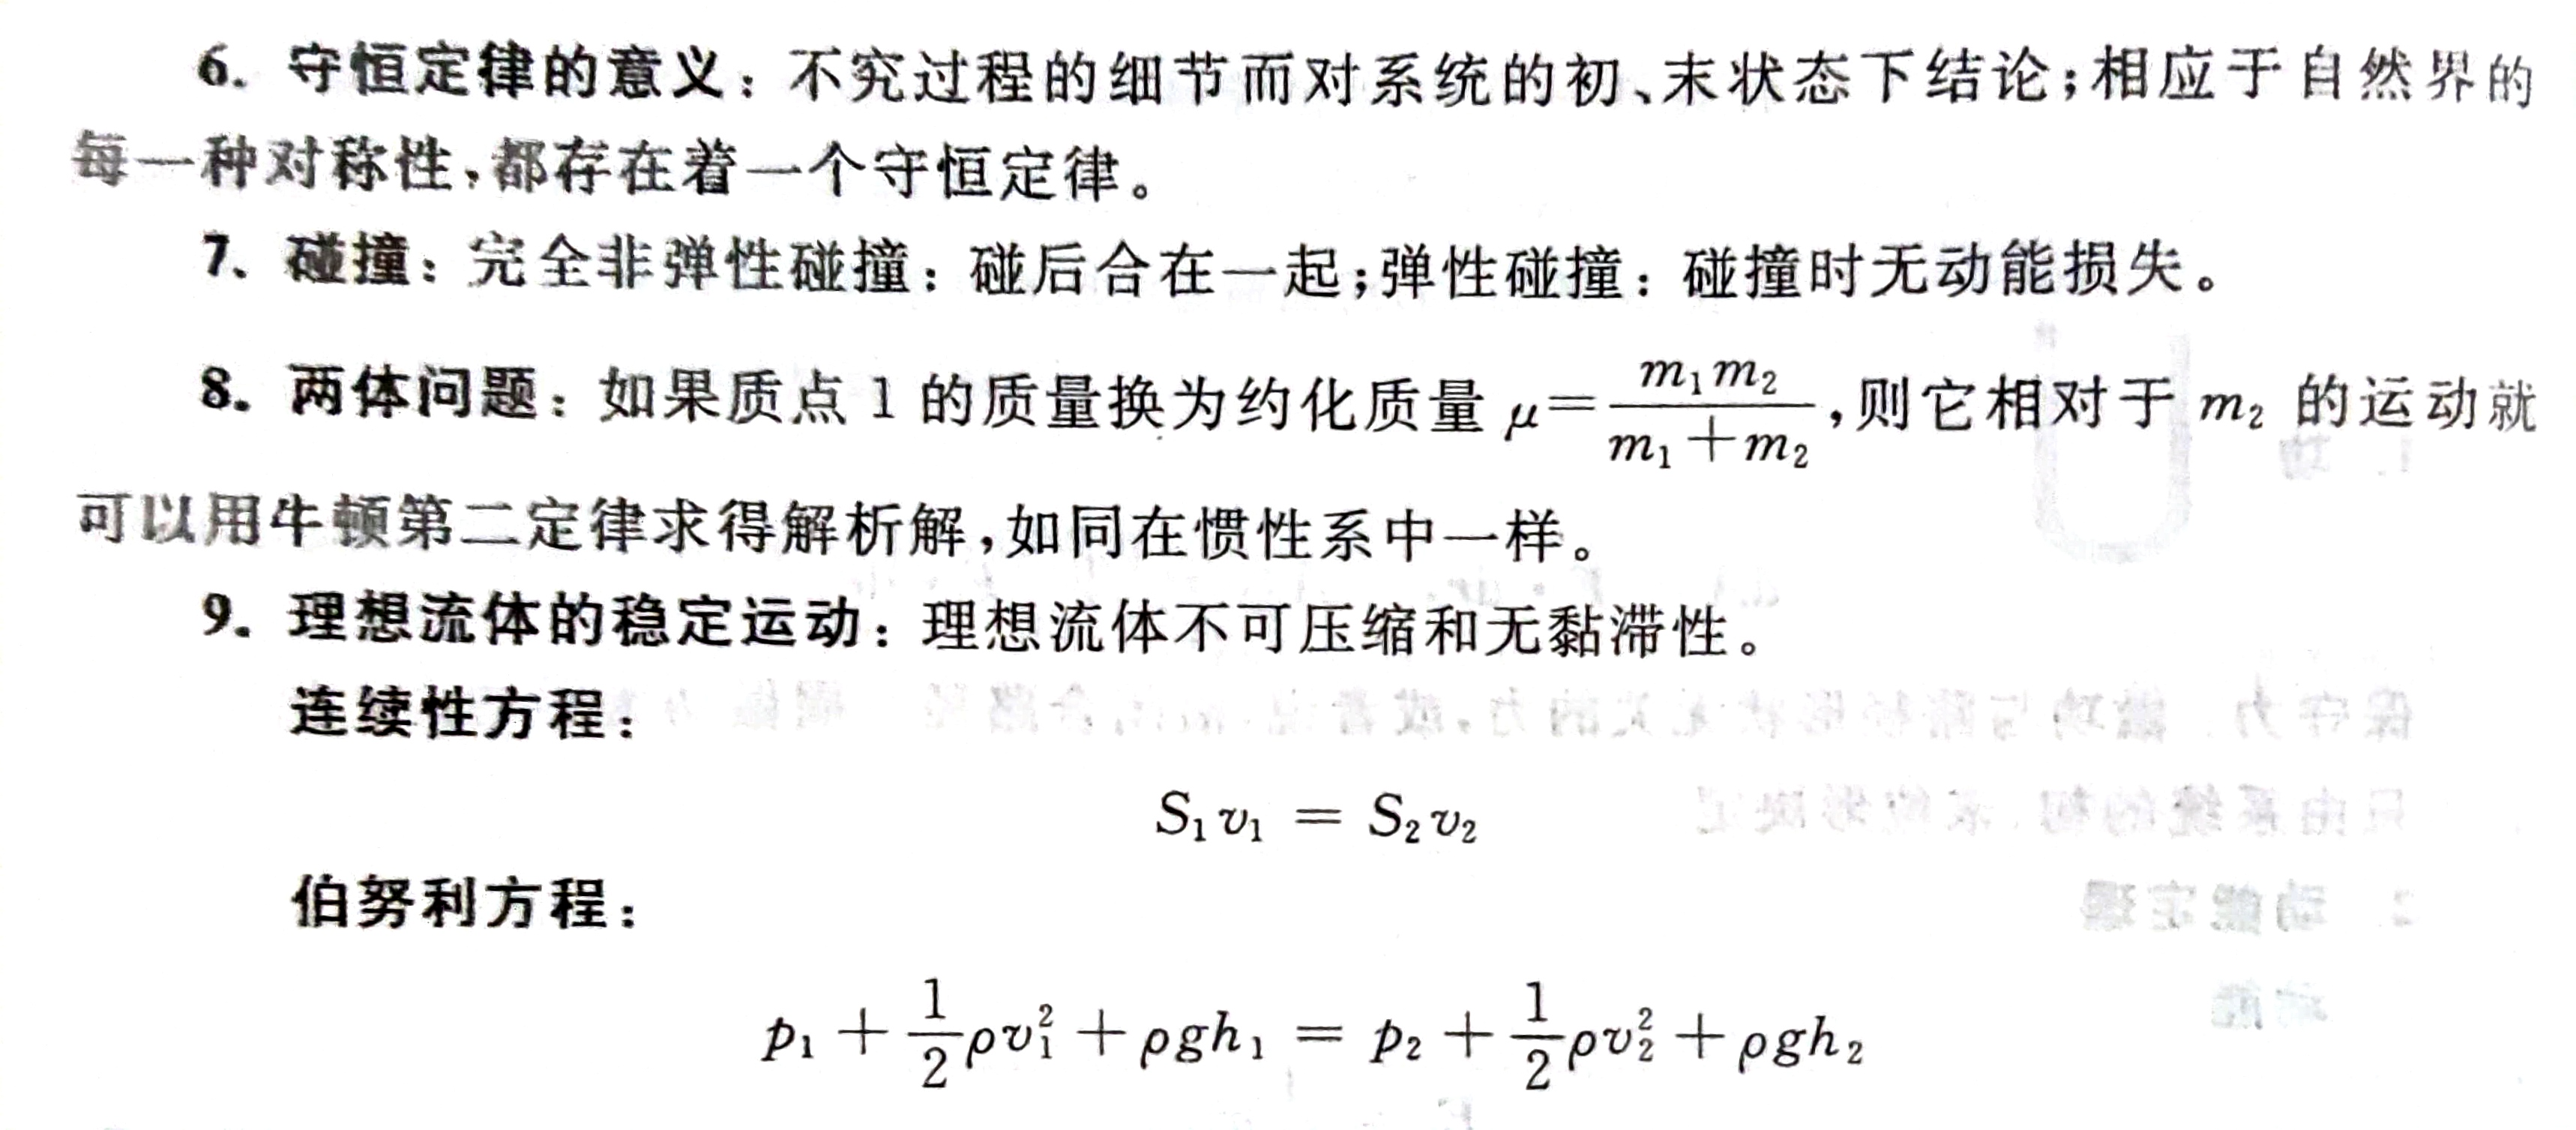 6. 守恒定律的意义：不究过程的细节而对系统的初、末状态下结论；相应于自然界的
每一种对称性，都存在着一个守恒定律。
7. 碰撞：完全非弹性碰撞：碰后合在一起；弹性碰撞：碰撞时无动能损失。
8. 两体问题：如果质点 1 的质量换为约化质量 $\mu=\frac{m_1 m_2}{m_1+m_2}$，则它相对于 $m_2$ 的运动就
可以用牛顿第二定律求得解析解，如同在惯性系中一样。
9. 理想流体的稳定运动：理想流体不可压缩和无黏滞性。
连续性方程：
$S_1 v_1 = S_2 v_2$
伯努利方程：
$p_1 + \frac{1}{2}\rho v_1^2 + \rho g h_1 = p_2 + \frac{1}{2}\rho v_2^2 + \rho g h_2$